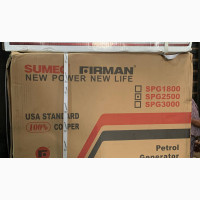 SUMEC FIRMAN
NEW POWER NEW LIFE
SPG1800
SPG2500
SPG3000
USA STANDARD
100% COPPER
Petrol
Generator